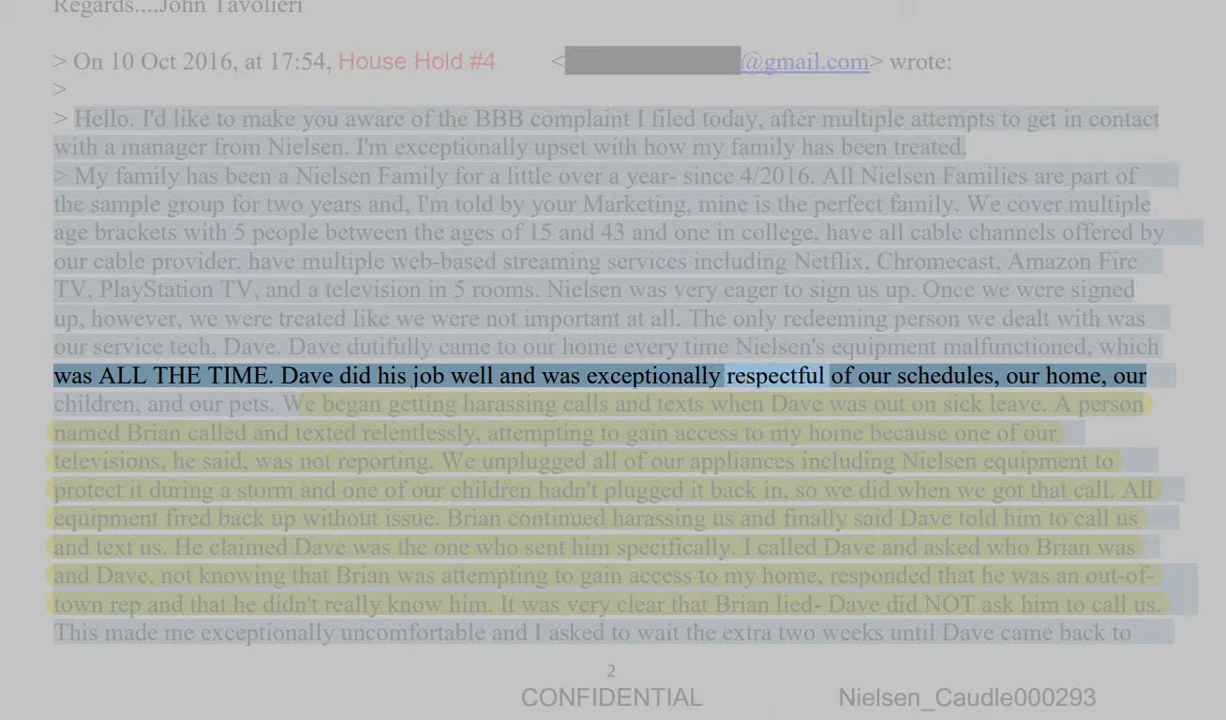 Regards....John Tavolieri
> On 10 Oct 2016, at 17:54, House Hold #4 < @gmail.com> wrote:
>
> Hello. I'd like to make you aware of the BBB complaint I filed today, after multiple attempts to get in contact
with a manager from Nielsen. I'm exceptionally upset with how my family has been treated.
> My family has been a Nielsen Family for a little over a year- since 4/2016. All Nielsen Families are part of
the sample group for two years and, I'm told by your Marketing, mine is the perfect family. We cover multiple
age brackets with 5 people between the ages of 15 and 43 and one in college, have all cable channels offered by
our cable provider, have multiple web-based streaming services including Netflix, Chromecast, Amazon Fire
TV, PlayStation TV, and a television in 5 rooms. Nielsen was very eager to sign us up. Once we were signed
up, however, we were treated like we were not important at all. The only redeeming person we dealt with was
our service tech, Dave. Dave dutifully came to our home every time Nielsen's equipment malfunctioned, which
was ALL THE TIME. Dave did his job well and was exceptionally respectful of our schedules, our home, our
children, and our pets. We began getting harassing calls and texts when Dave was out on sick leave. A person
named Brian called and texted relentlessly, attempting to gain access to my home because one of our
televisions, he said, was not reporting. We unplugged all of our appliances including Nielsen equipment to
protect it during a storm and one of our children hadn't plugged it back in, so we did when we got that call. All
equipment fired back up without issue. Brian continued harassing us and finally said Dave told him to call us
and text us. He claimed Dave was the one who sent him specifically. I called Dave and asked who Brian was
and Dave, not knowing that Brian was attempting to gain access to my home, responded that he was an out-of-
town rep and that he didn't really know him. It was very clear that Brian lied- Dave did NOT ask him to call us.
This made me exceptionally uncomfortable and I asked to wait the extra two weeks until Dave came back to
2
CONFIDENTIAL Nielsen_Caudle000293